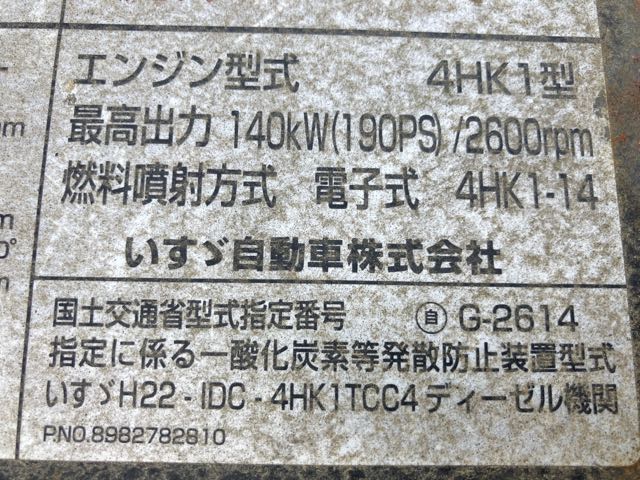 エンジン型式 4HK1型
最高出力 140kW(190PS)/2600rpm
燃料噴射方式 電子式 4HK1-14
いすゞ自動車株式会社
国土交通省型式指定番号 自 G-2614
指定に係る一酸化炭素等発散防止装置型式
いすゞH22-IDC-4HK1TCC4ディーゼル機関
P.NO.8982782810
m
m
°
m